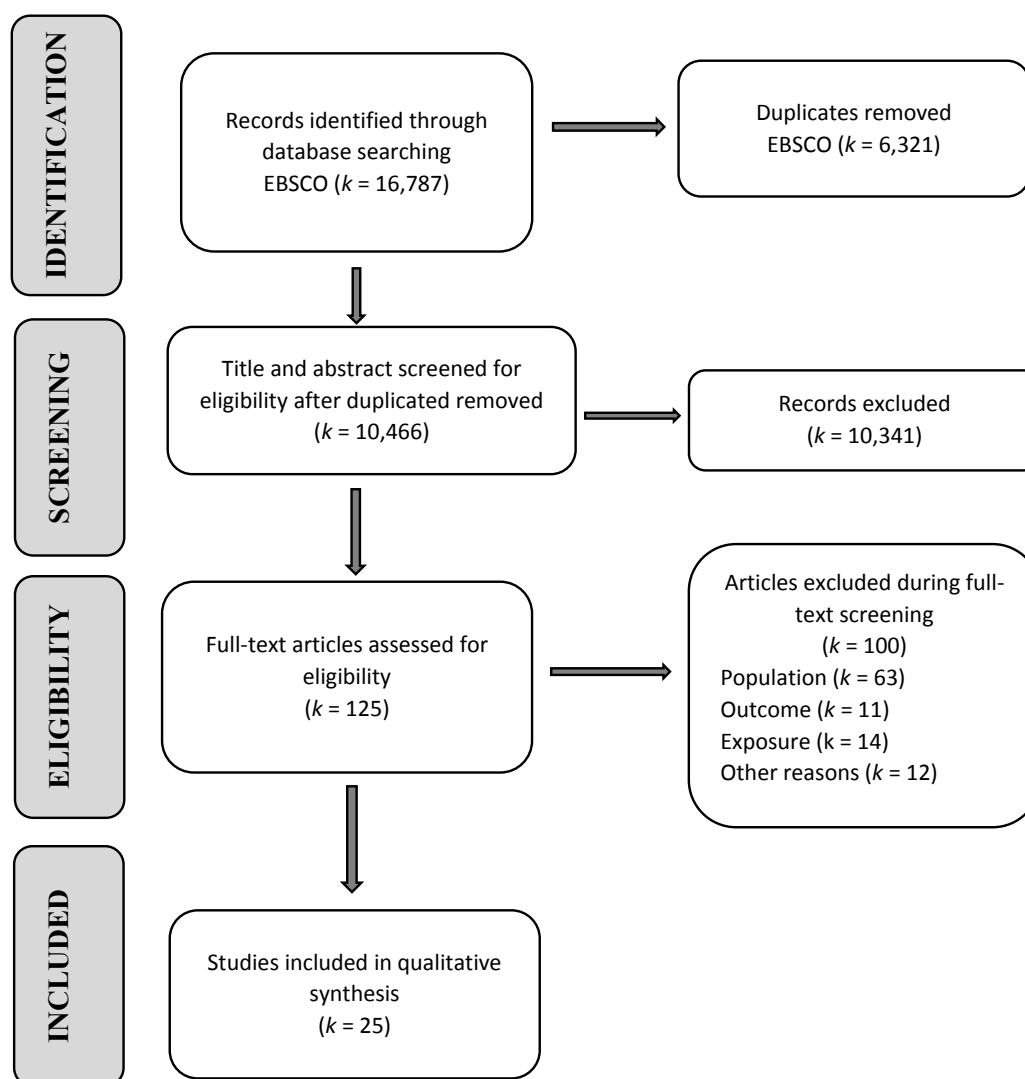 IDENTIFICATION
Records identified through
database searching
EBSCO (k = 16,787)
Duplicates removed
EBSCO (k = 6,321)
SCREENING
Title and abstract screened for
eligibility after duplicated removed
(k = 10,466)
Records excluded
(k = 10,341)
ELIGIBILITY
Full-text articles assessed for
eligibility
(k = 125)
Articles excluded during full-
text screening
(k = 100)
Population (k = 63)
Outcome (k = 11)
Exposure (k = 14)
Other reasons (k = 12)
INCLUDED
Studies included in qualitative
synthesis
(k = 25)